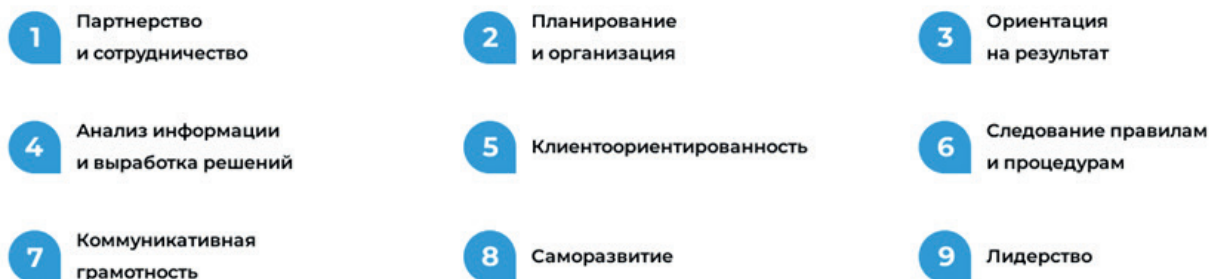 1
Партнерство
и сотрудничество
2
Планирование
и организация
3
Ориентация
на результат
4
Анализ информации
и выработка решений
5
Клиентоориентированность
6
Следование правилам
и процедурам
7
Коммуникативная
грамотность
8
Саморазвитие
9
Лидерство